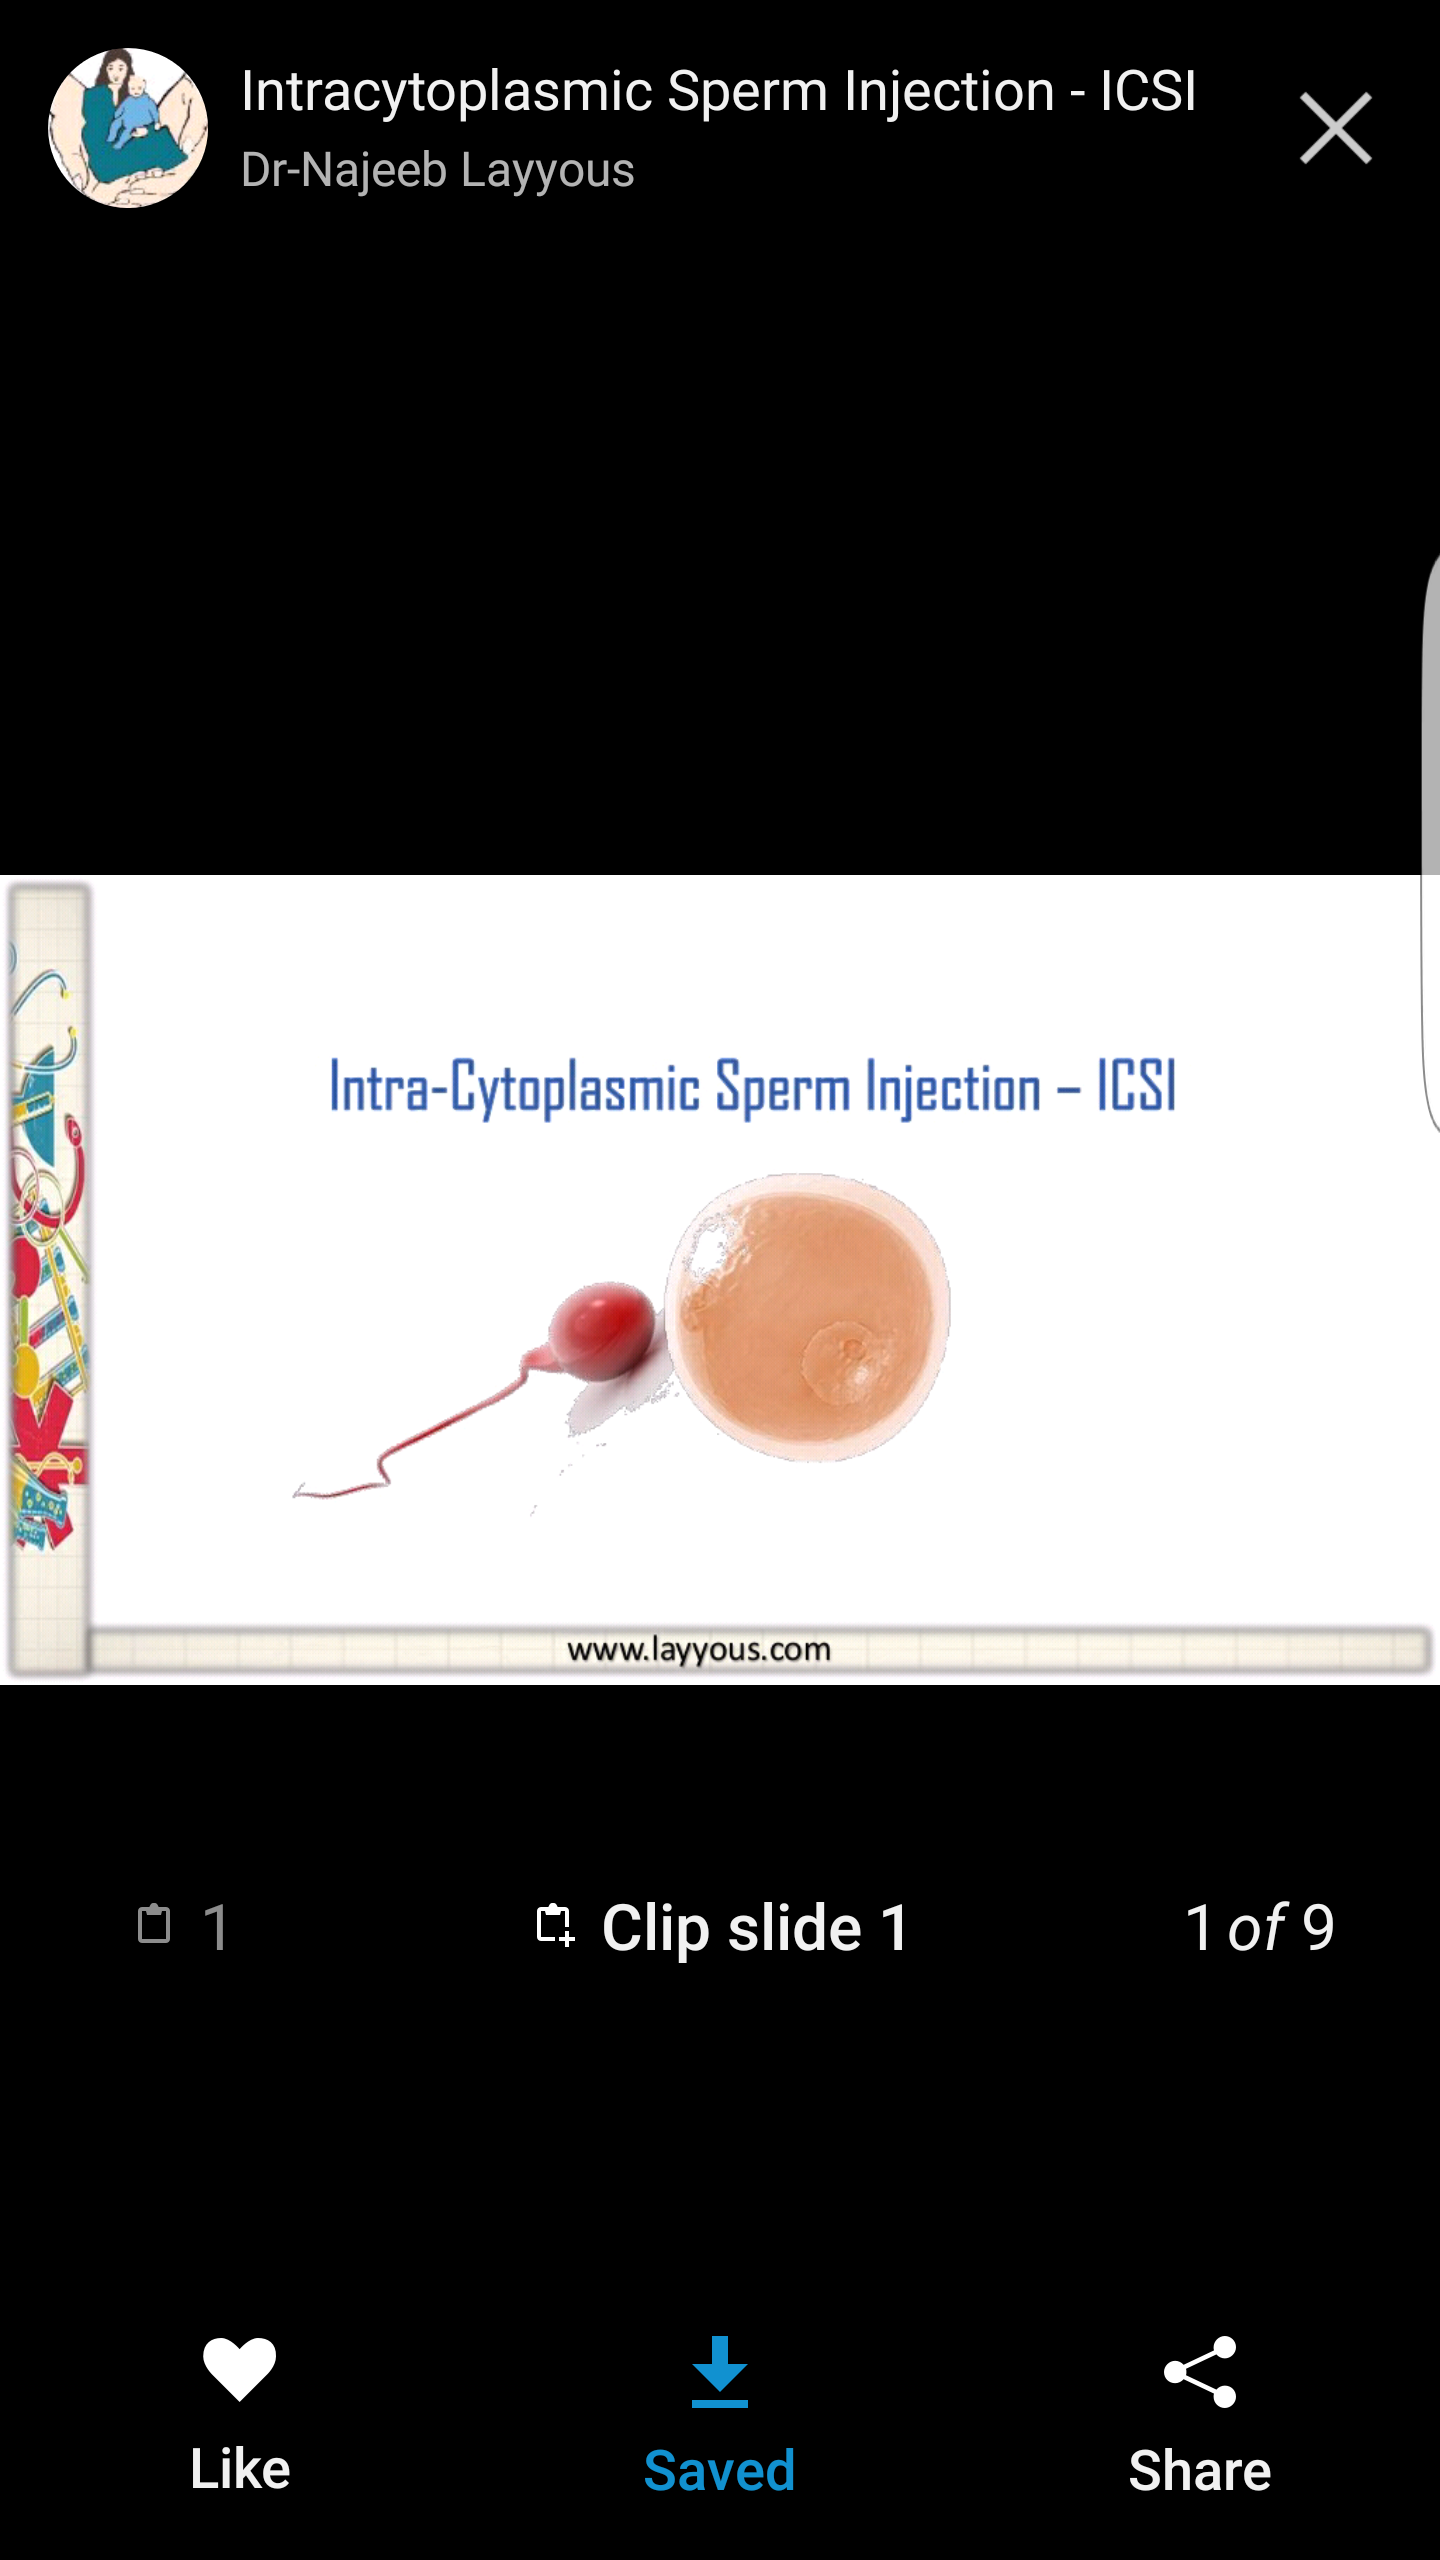 Intracytoplasmic Sperm Injection - ICSI
Dr-Najeeb Layyous
Intra-Cytoplasmic Sperm Injection – ICSI
www.layyous.com
1 Clip slide 1 1 of 9
Like Saved Share